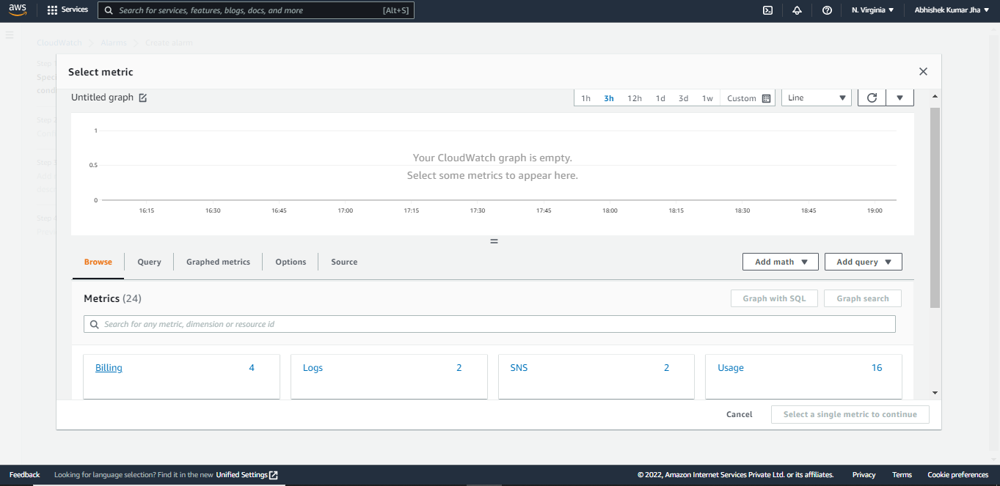 aws
Services
Search for services, features, blogs, docs, and more
[Alt+S]
N. Virginia
Abhishek Kumar Jha
CloudWatch
Alarms
Create alarm
Select metric
Untitled graph
1h
3h
12h
1d
3d
1w
Custom
Line
1
0.5
0
Your CloudWatch graph is empty.
Select some metrics to appear here.
16:15
16:30
16:45
17:00
17:15
17:30
17:45
18:00
18:15
18:30
18:45
19:00
Browse
Query
Graphed metrics
Options
Source
Add math
Add query
Metrics (24)
Graph with SQL
Graph search
Search for any metric, dimension or resource id
Billing 4
Logs 2
SNS 2
Usage 16
Cancel
Select a single metric to continue
Feedback
Looking for language selection? Find it in the new Unified Settings
© 2022, Amazon Internet Services Private Ltd. or its affiliates.
Privacy
Terms
Cookie preferences